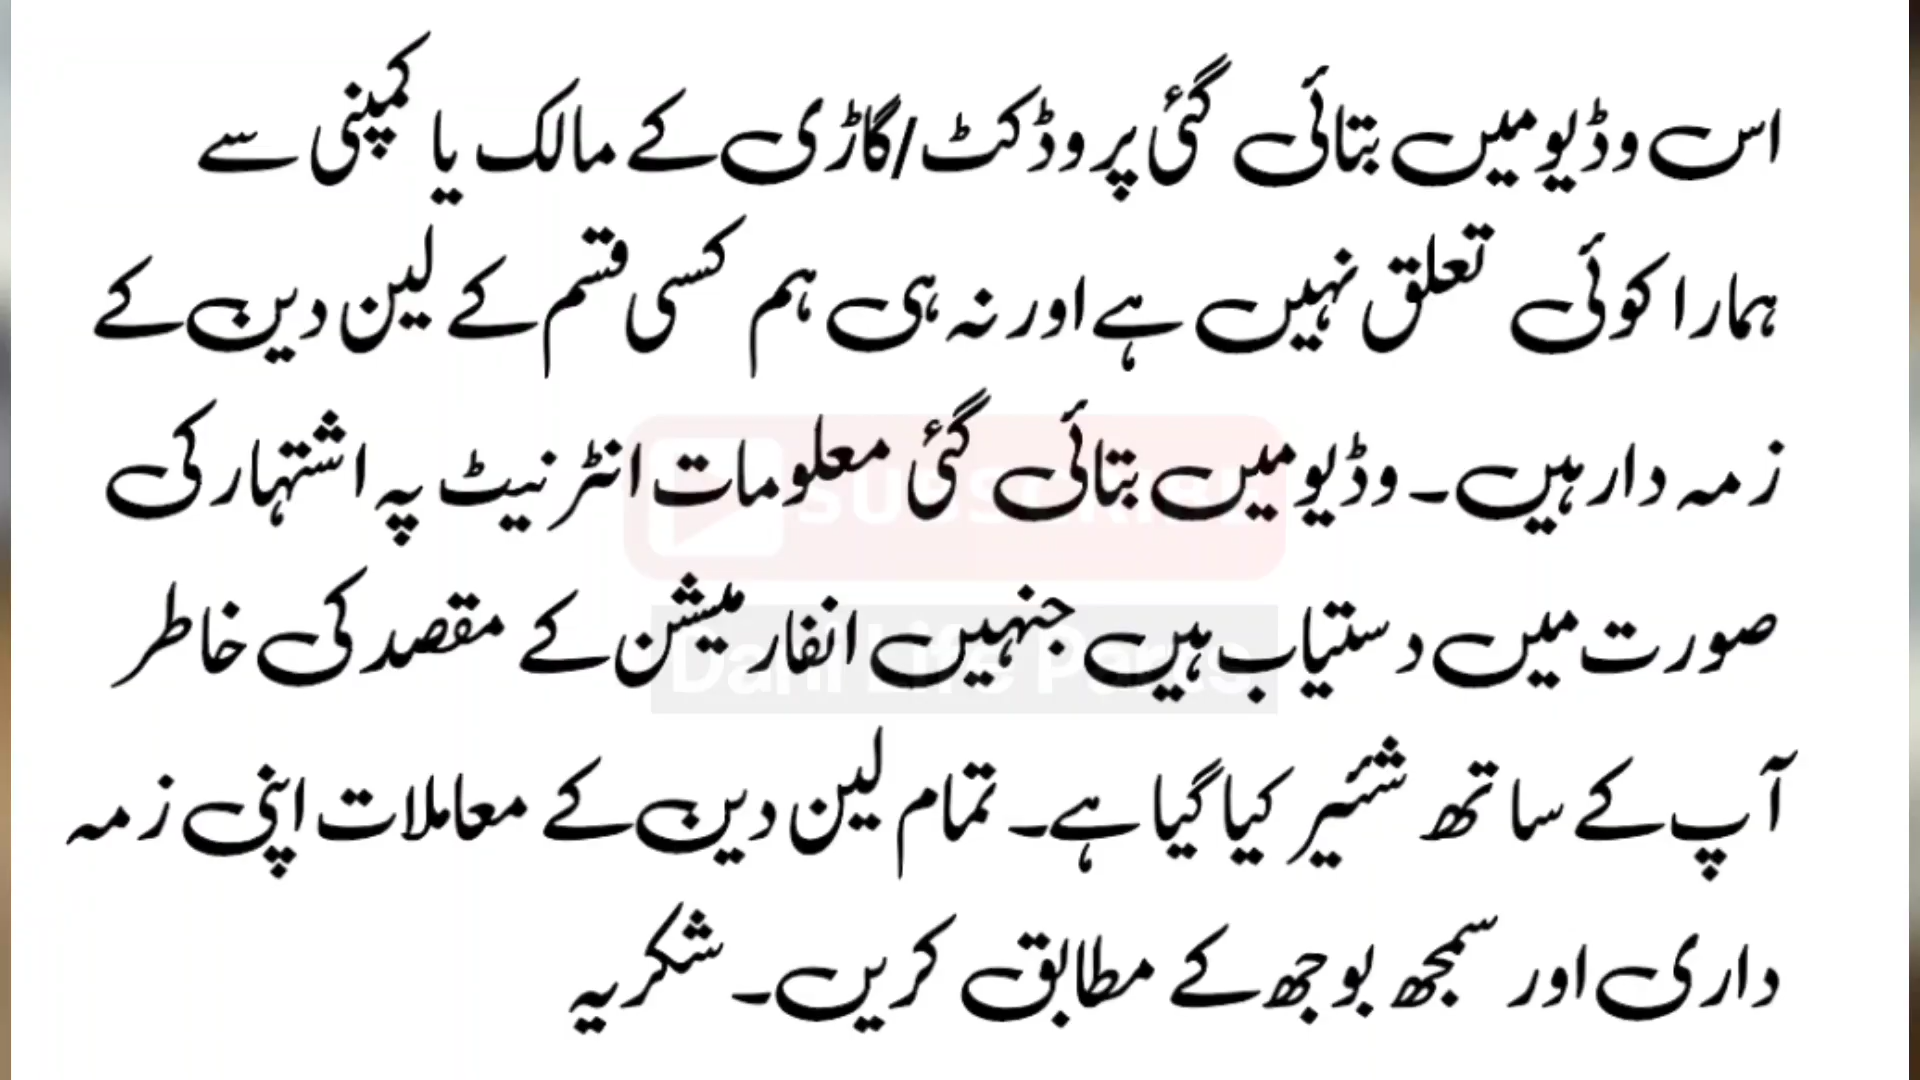 اس وڈیو میں بتائی گئی پروڈکٹ/گاڑی کے مالک یا کمپنی سے
ہمارا کوئی تعلق نہیں ہے اور نہ ہی ہم کسی قسم کے لین دین کے
زمہ دار ہیں۔ وڈیو میں بتائی گئی معلومات انٹرنیٹ پہ اشتہار کی
SUBSCRIBE
صورت میں دستیاب ہیں جنہیں انفارمیشن کے مقصد کی خاطر
آپ کے ساتھ شئیر کیا گیا ہے۔ تمام لین دین کے معاملات اپنی زمہ
داری اور سمجھ بوجھ کے مطابق کریں۔ شکریہ